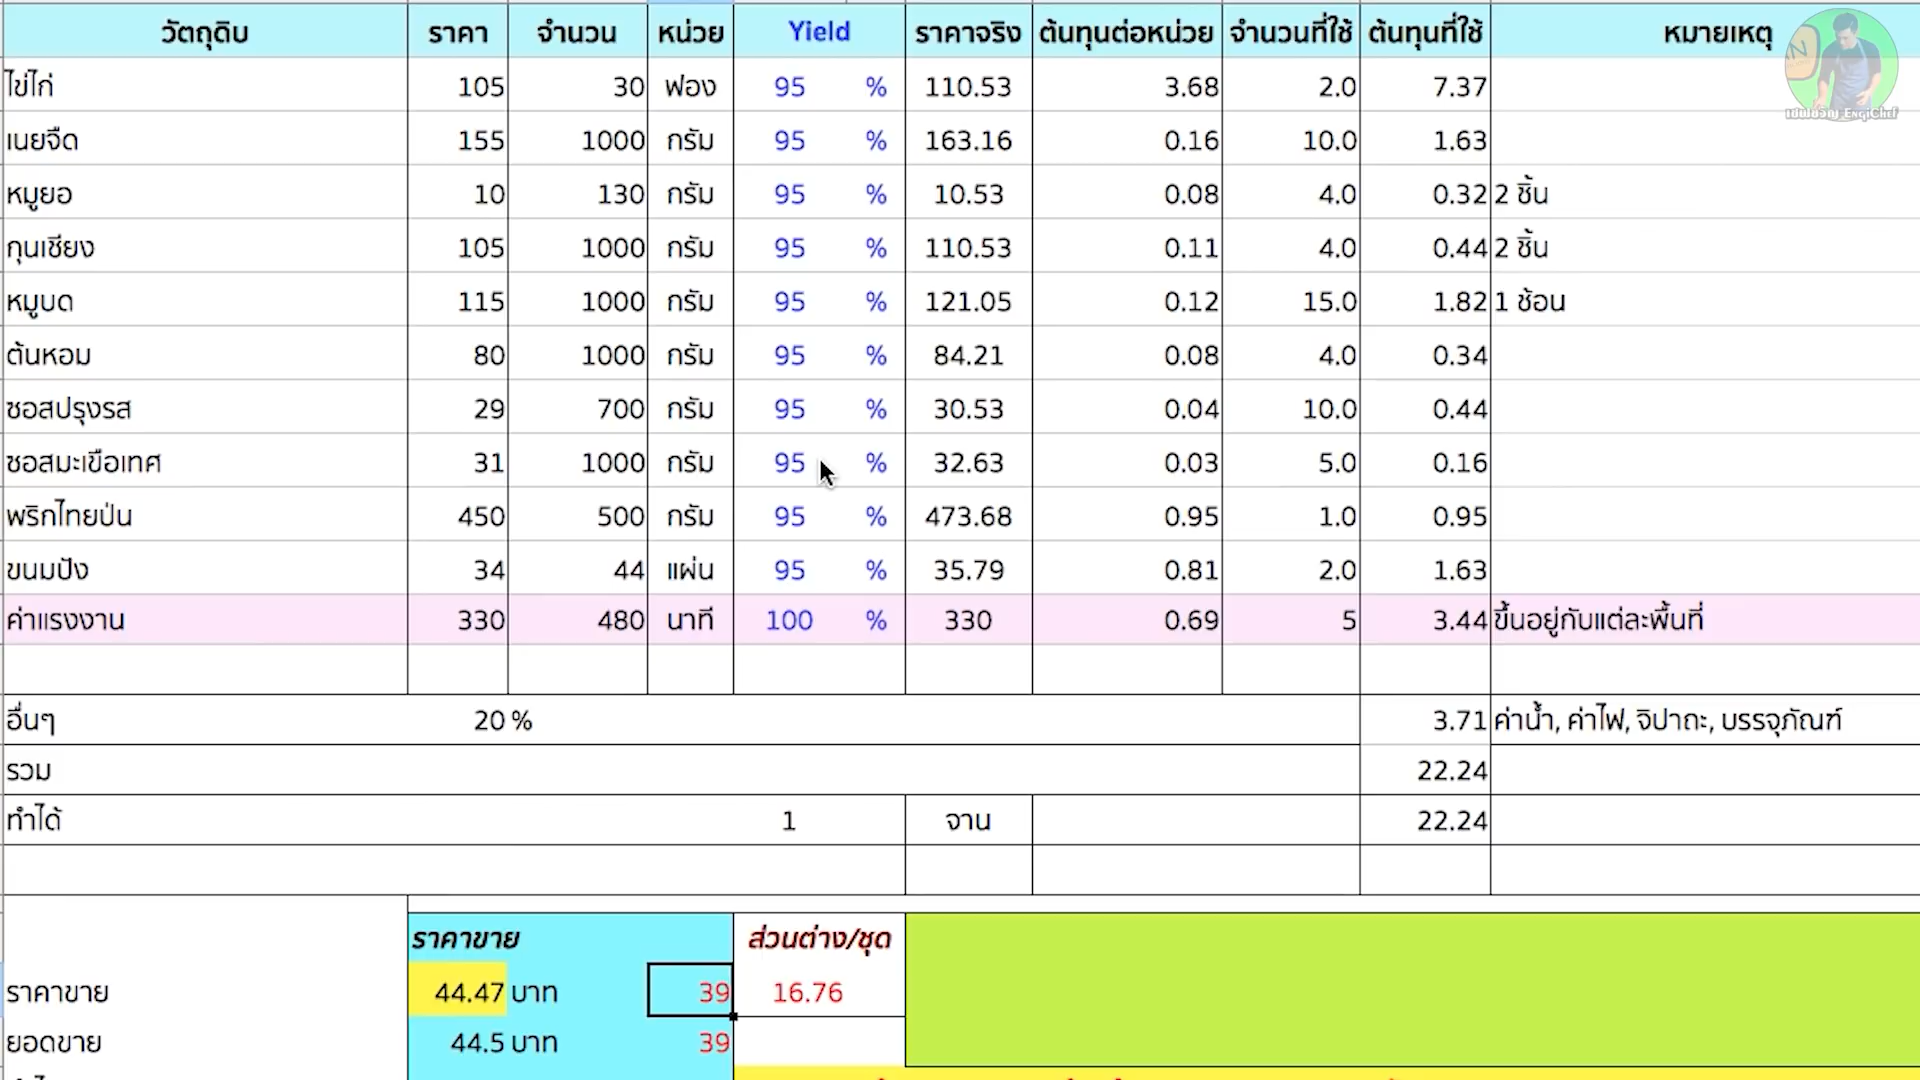 วัตถุดิบ ราคา จำนวน หน่วย Yield ราคาจริง ต้นทุนต่อหน่วย จำนวนที่ใช้ ต้นทุนที่ใช้ หมายเหตุ
ไข่ไก่ 105 30 ฟอง 95 % 110.53 3.68 2.0 7.37
เนยจืด 155 1000 กรัม 95 % 163.16 0.16 10.0 1.63
หมูยอ 10 130 กรัม 95 % 10.53 0.08 4.0 0.32 2 ชิ้น
กุนเชียง 105 1000 กรัม 95 % 110.53 0.11 4.0 0.44 2 ชิ้น
หมูบด 115 1000 กรัม 95 % 121.05 0.12 15.0 1.82 1 ช้อน
ต้นหอม 80 1000 กรัม 95 % 84.21 0.08 4.0 0.34
ซอสปรุงรส 29 700 กรัม 95 % 30.53 0.04 10.0 0.44
ซอสมะเขือเทศ 31 1000 กรัม 95 % 32.63 0.03 5.0 0.16
พริกไทยป่น 450 500 กรัม 95 % 473.68 0.95 1.0 0.95
ขนมปัง 34 44 แผ่น 95 % 35.79 0.81 2.0 1.63
ค่าแรงงาน 330 480 นาที 100 % 330 0.69 5 3.44 ขึ้นอยู่กับแต่ละพื้นที่
อื่นๆ 20 % 3.71 ค่าน้ำ, ค่าไฟ, จิปาถะ, บรรจุภัณฑ์
รวม 22.24
ทำได้ 1 จาน 22.24
ราคาขาย ส่วนต่าง/ชุด
ราคาขาย 44.47 บาท 39 16.76
ยอดขาย 44.5 บาท 39